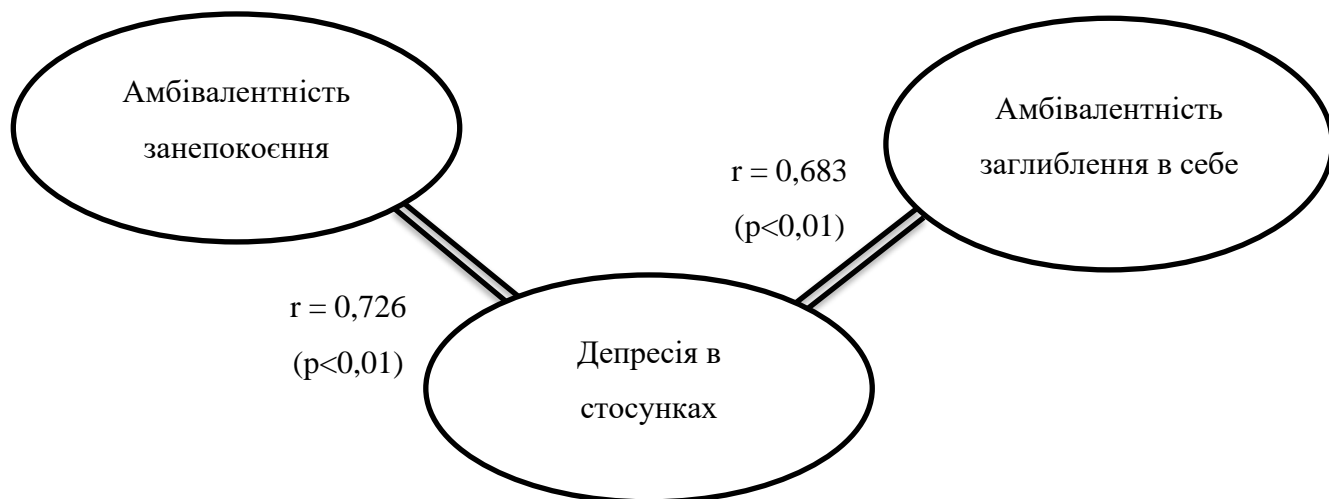 Амбівалентність
занепокоєння
Амбівалентність
заглиблення в себе
r = 0,683
(p<0,01)
r = 0,726
(p<0,01)
Депресія в
стосунках